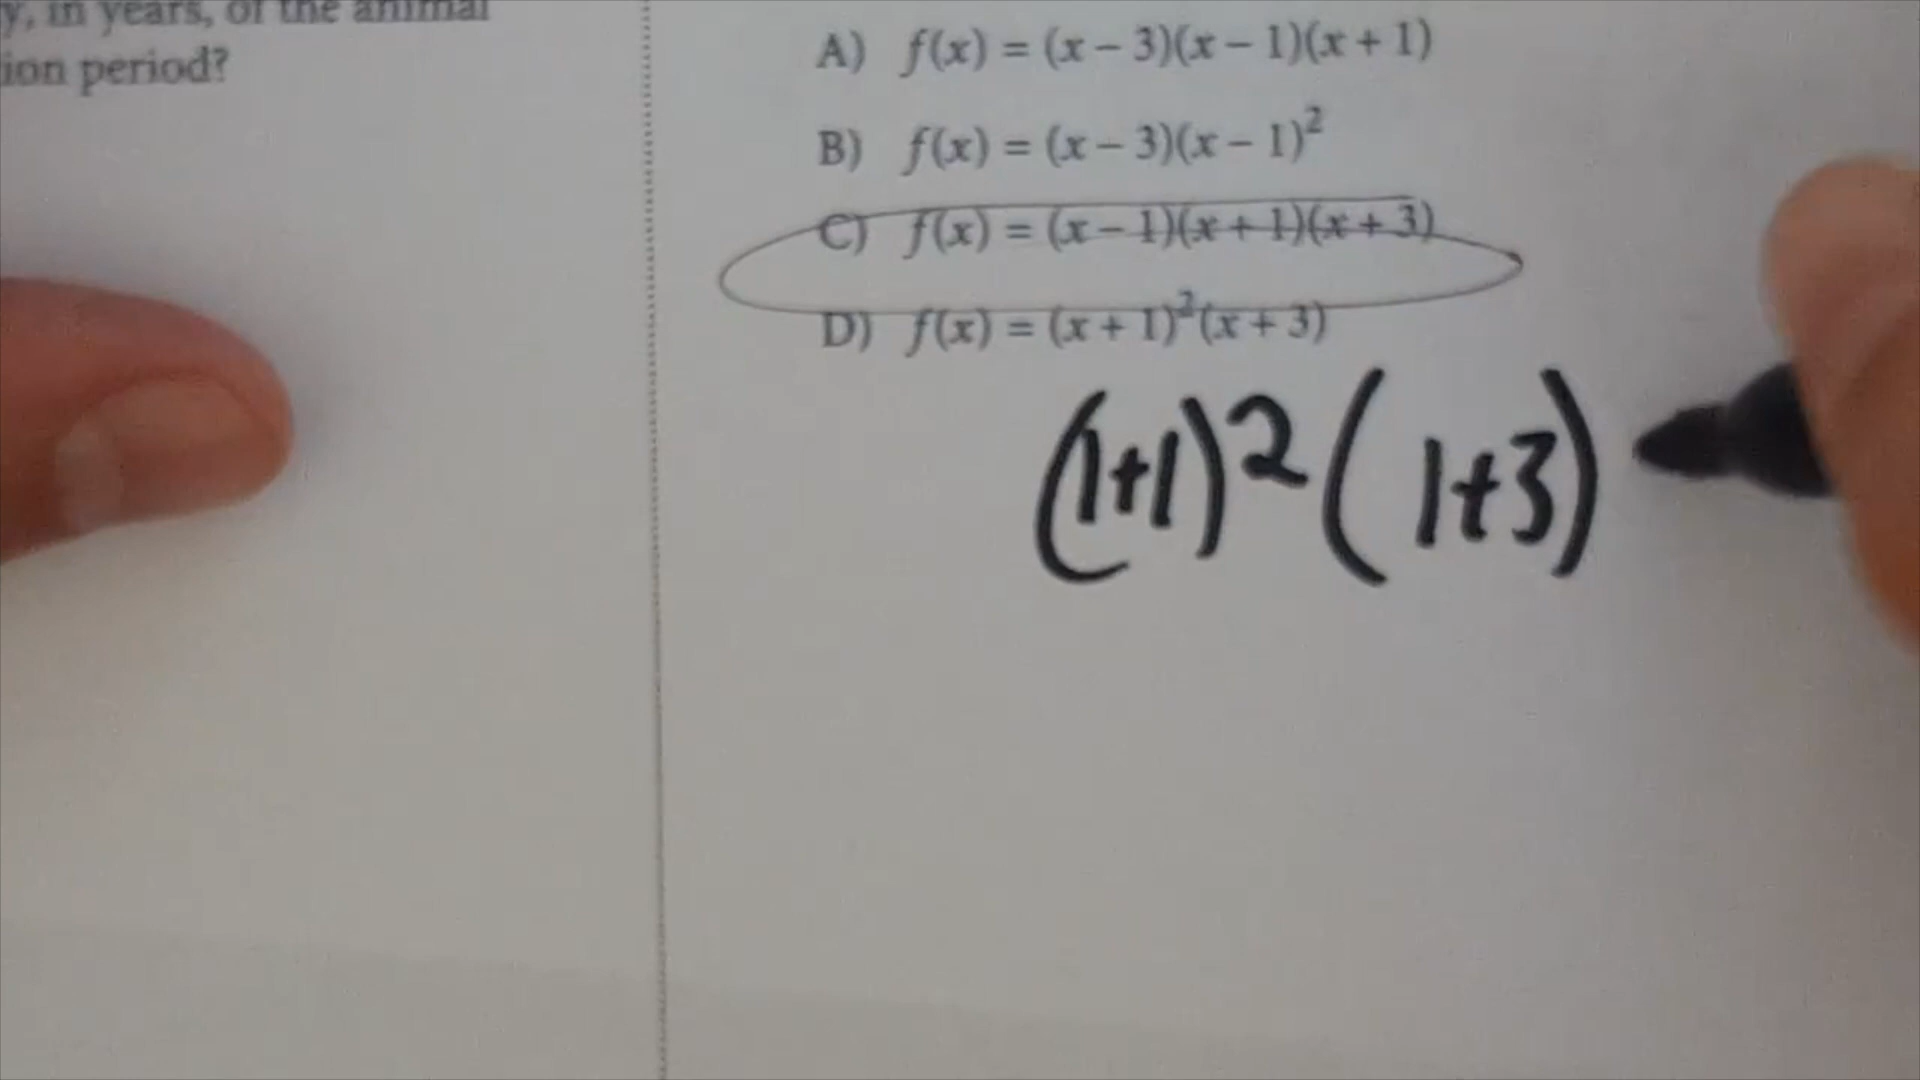 y, in years, of the animal
ion period?
A) f(x) = (x − 3)(x − 1)(x + 1)
B) f(x) = (x − 3)(x − 1)²
C) f(x) = (x − 1)(x + 1)(x + 3)
D) f(x) = (x + 1)²(x + 3)
(1+1)²(1+3)